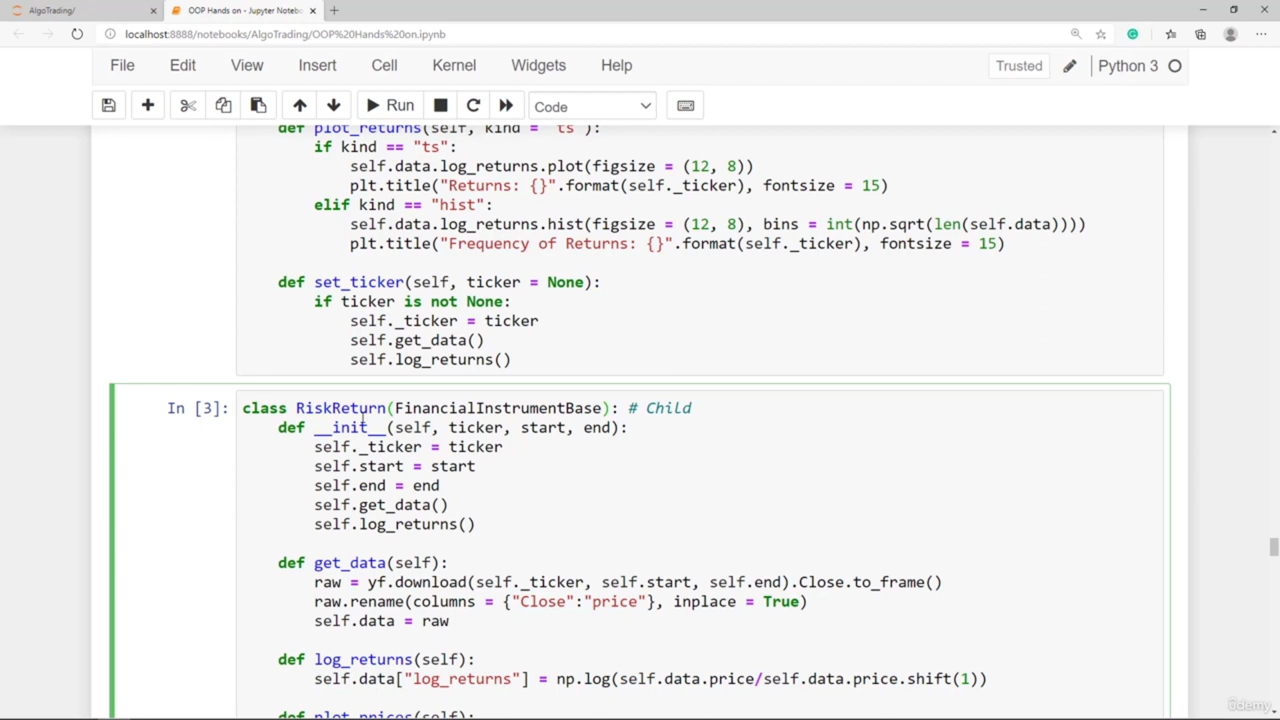 AlgoTrading/
OOP Hands on - Jupyter Notebo
localhost:8888/notebooks/AlgoTrading/OOP%20Hands%20on.ipynb
File Edit View Insert Cell Kernel Widgets Help Trusted Python 3
Run Code
def plot_returns(self, kind = "ts"):
if kind == "ts":
self.data.log_returns.plot(figsize = (12, 8))
plt.title("Returns: {}".format(self._ticker), fontsize = 15)
elif kind == "hist":
self.data.log_returns.hist(figsize = (12, 8), bins = int(np.sqrt(len(self.data))))
plt.title("Frequency of Returns: {}".format(self._ticker), fontsize = 15)
def set_ticker(self, ticker = None):
if ticker is not None:
self._ticker = ticker
self.get_data()
self.log_returns()
In [3]: class RiskReturn(FinancialInstrumentBase): # Child
def __init__(self, ticker, start, end):
self._ticker = ticker
self.start = start
self.end = end
self.get_data()
self.log_returns()
def get_data(self):
raw = yf.download(self._ticker, self.start, self.end).Close.to_frame()
raw.rename(columns = {"Close":"price"}, inplace = True)
self.data = raw
def log_returns(self):
self.data["log_returns"] = np.log(self.data.price/self.data.price.shift(1))
def plot_prices(self):
Udemy